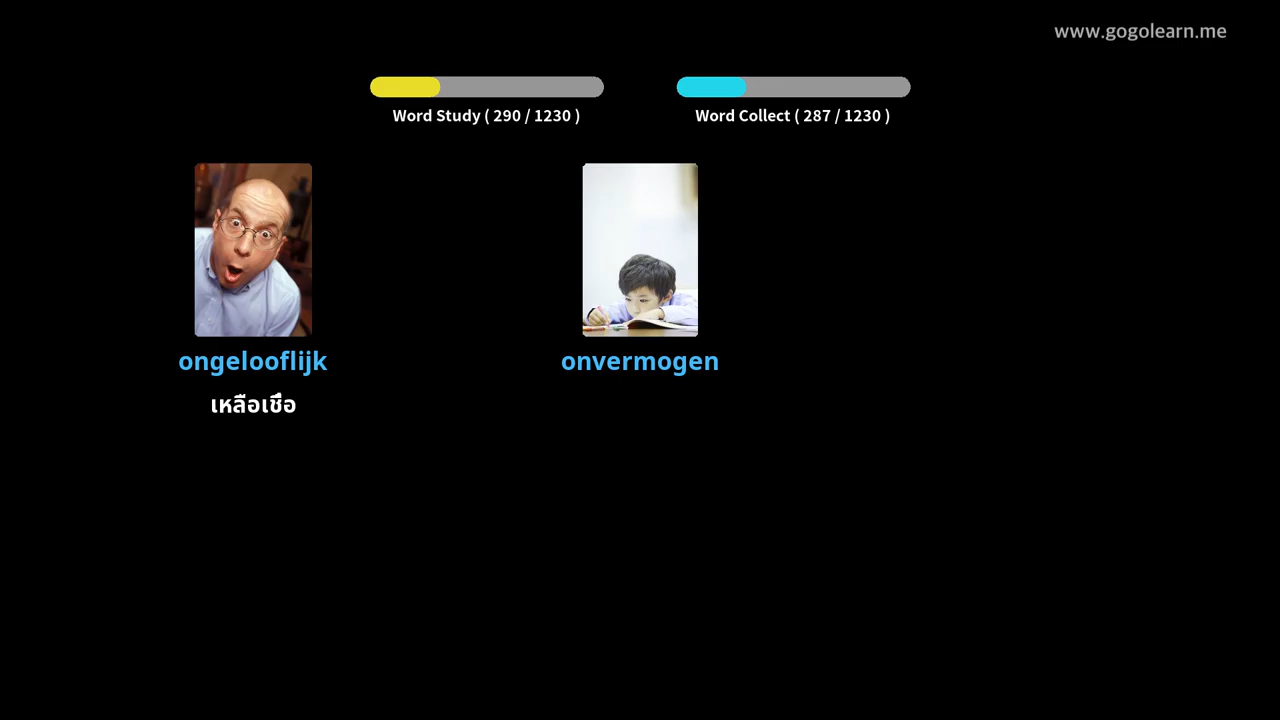 www.gogolearn.me
Word Study ( 290 / 1230 )
Word Collect ( 287 / 1230 )
ongelooflijk
onvermogen
เหลือเชื่อ